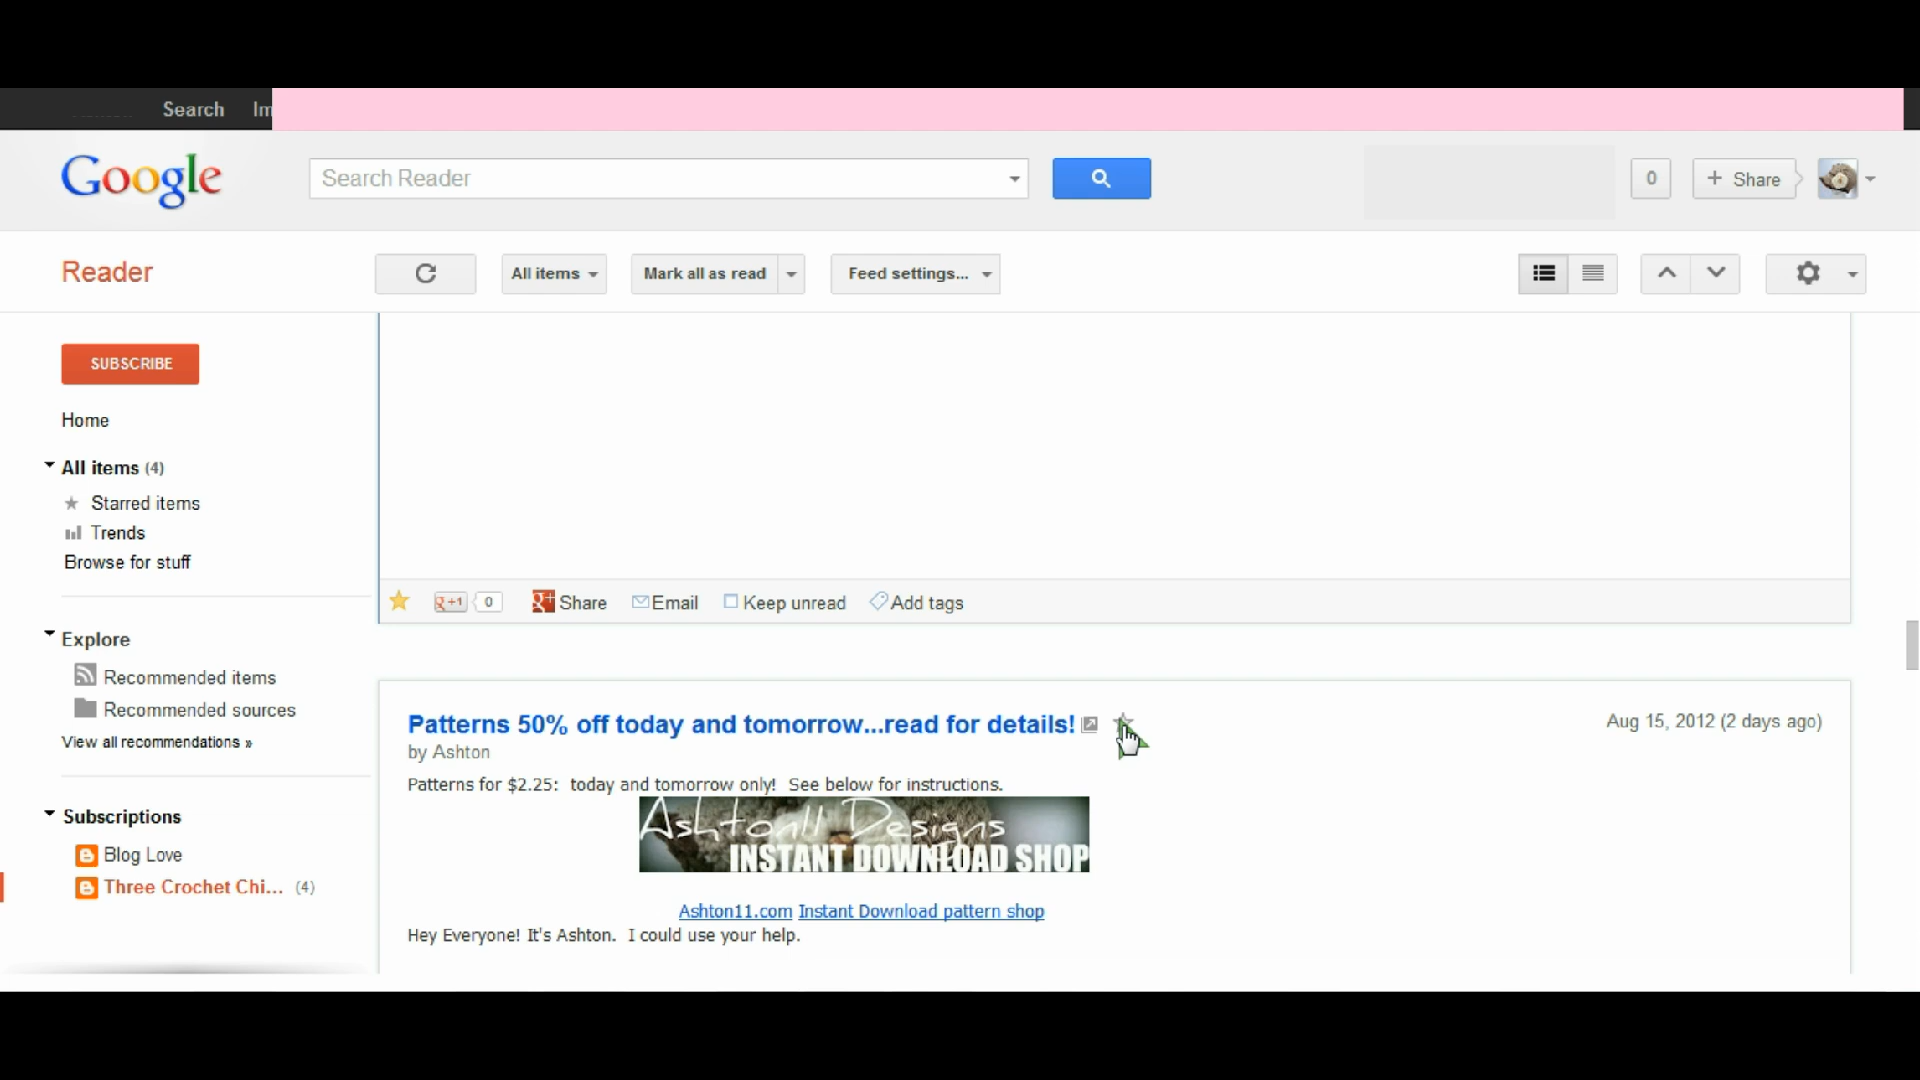 Search Im
Google
Search Reader
0
+ Share
Reader
All items
Mark all as read
Feed settings...
SUBSCRIBE
Home
All items (4)
Starred items
Trends
Browse for stuff
Explore
Recommended items
Recommended sources
View all recommendations »
Subscriptions
Blog Love
Three Crochet Chi... (4)
g+1 0 g+ Share Email Keep unread Add tags
Patterns 50% off today and tomorrow...read for details!
Aug 15, 2012 (2 days ago)
by Ashton
Patterns for $2.25: today and tomorrow only! See below for instructions.
Ashton11 Designs
INSTANT DOWNLOAD SHOP
Ashton11.com Instant Download pattern shop
Hey Everyone! It's Ashton. I could use your help.